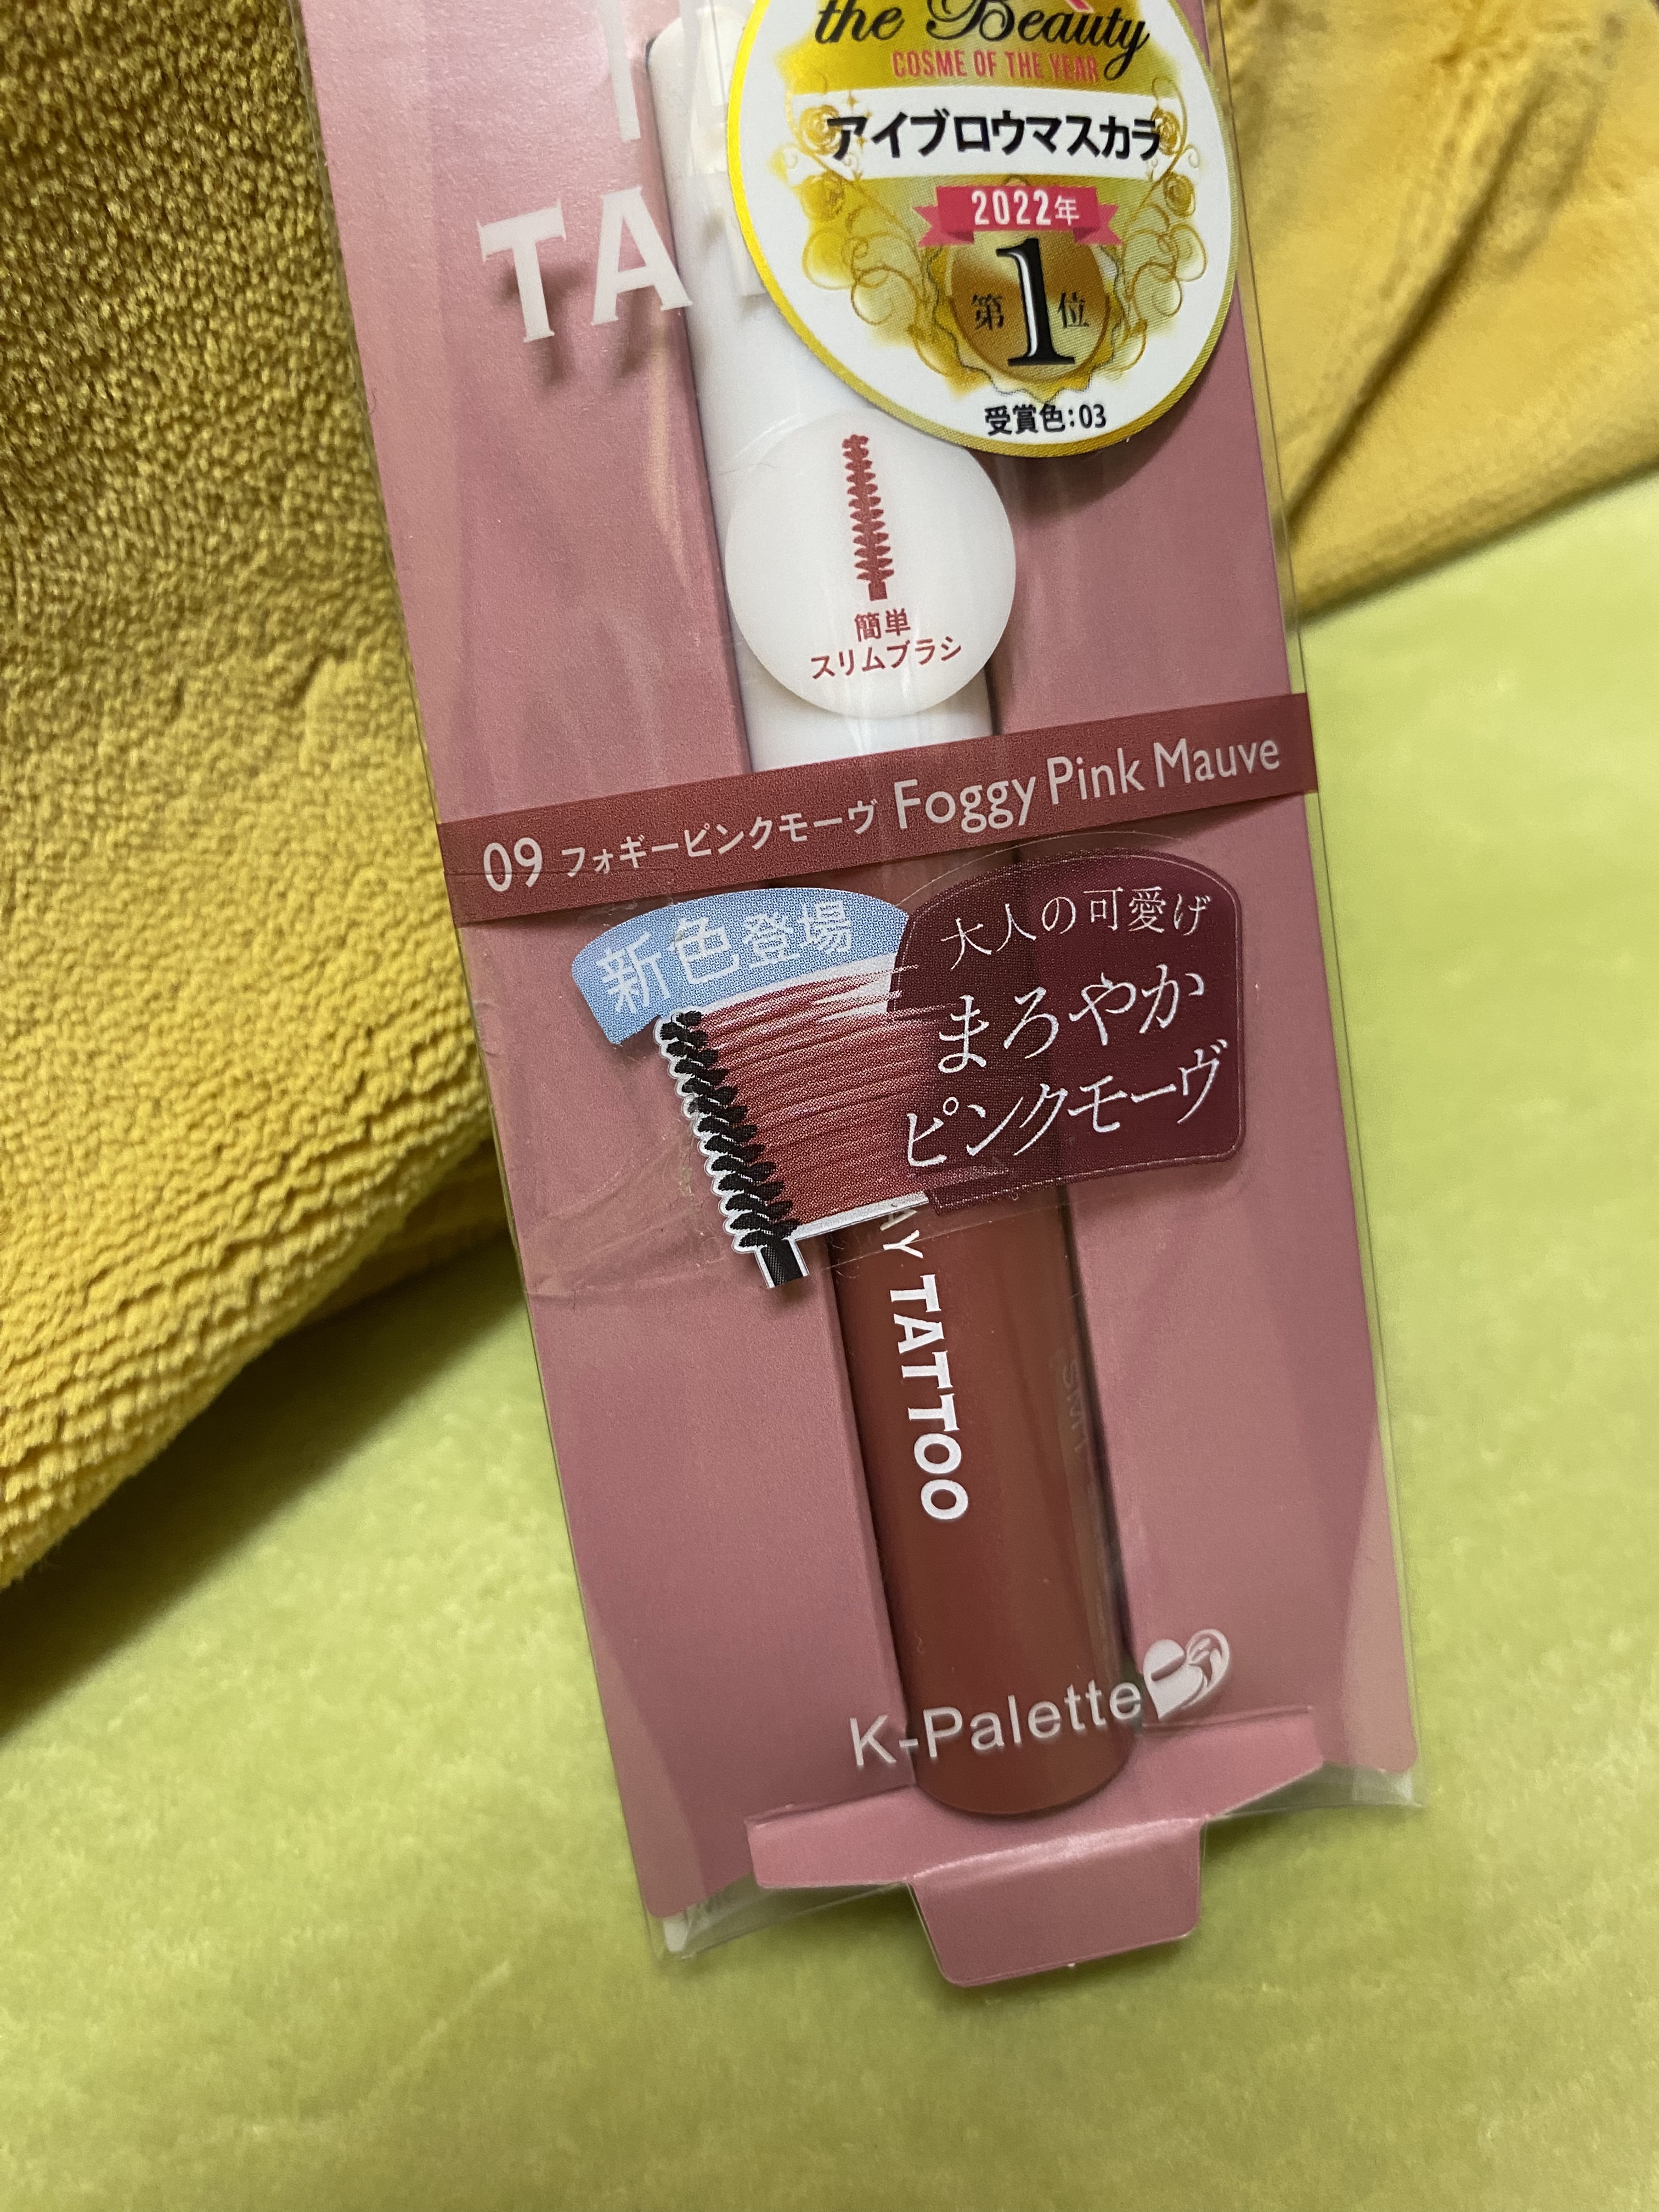 the Beauty
COSME OF THE YEAR
アイブロウマスカラ
2022年
第1位
受賞色:03
TA
簡単
スリムブラシ
09 フォギーピンクモーヴ Foggy Pink Mauve
新色登場
大人の可愛げ
まろやか
ピンクモーヴ
AY TATTOO
K-Palette